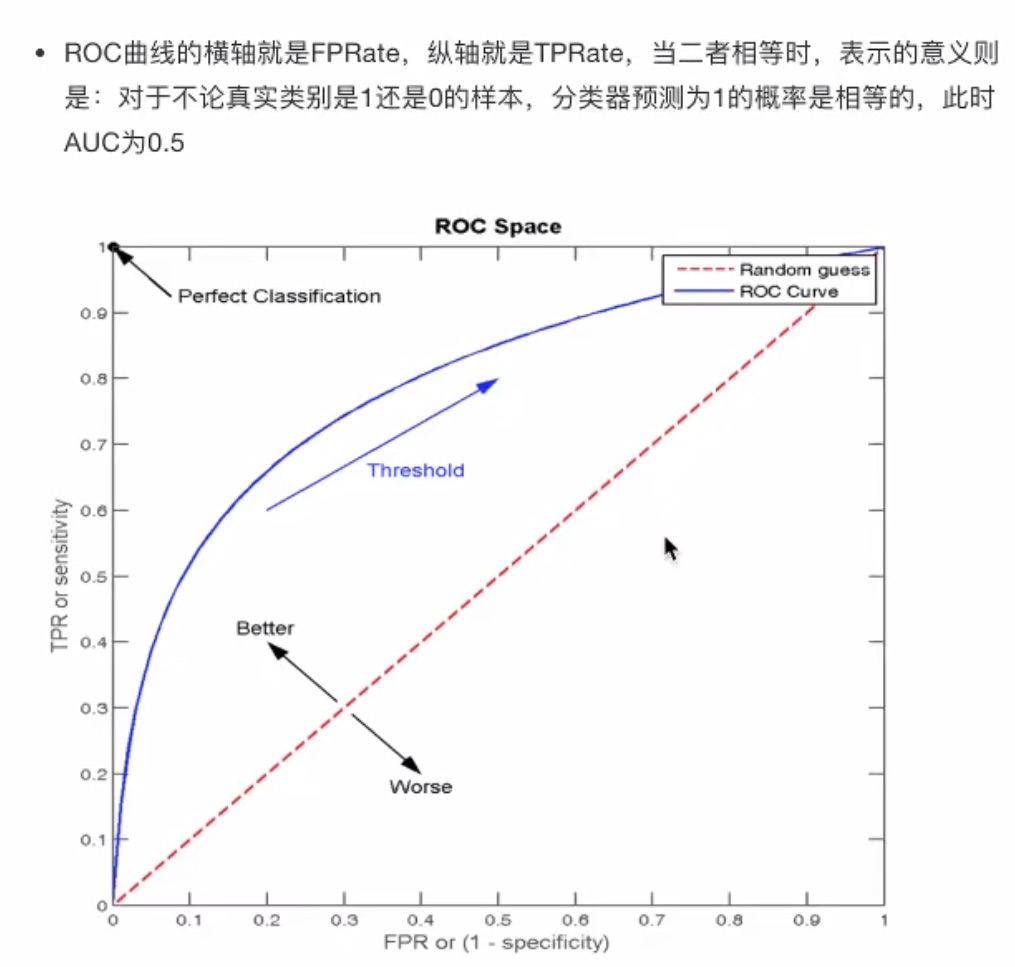 • ROC曲线的横轴就是FPRate，纵轴就是TPRate，当二者相等时，表示的意义则
是：对于不论真实类别是1还是0的样本，分类器预测为1的概率是相等的，此时
AUC为0.5
ROC Space
1
Random guess
ROC Curve
Perfect Classification
0.9
0.8
Threshold
0.7
0.6
TPR or sensitivity
0.5
Better
0.4
0.3
0.2
Worse
0.1
0
0 0.1 0.2 0.3 0.4 0.5 0.6 0.7 0.8 0.9 1
FPR or (1 - specificity)